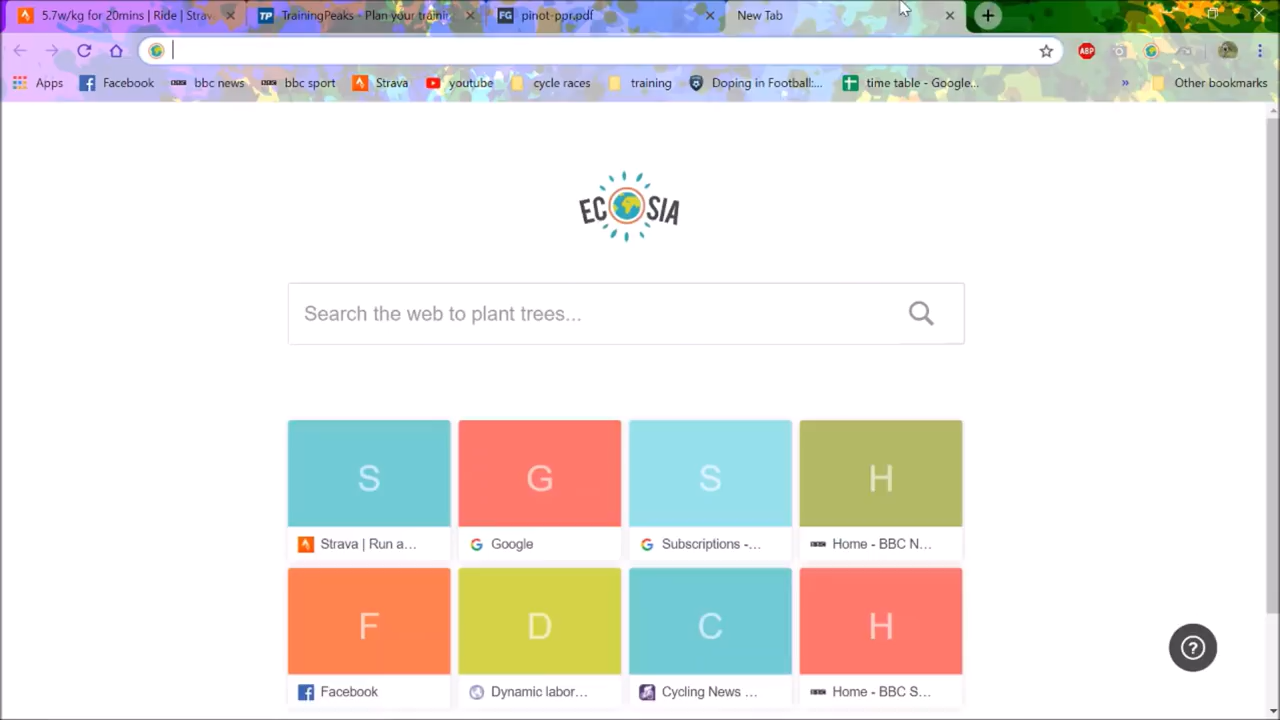 5.7w/kg for 20mins | Ride | Strav
TrainingPeaks - Plan your trainin
FG pinot-ppr.pdf
New Tab
ABP
Apps Facebook bbc news bbc sport Strava youtube cycle races training Doping in Football:... time table - Google... » Other bookmarks
ECOSIA
Search the web to plant trees...
S G S H
Strava | Run a... Google Subscriptions -... Home - BBC N...
F D C H
Facebook Dynamic labor... Cycling News ... Home - BBC S...